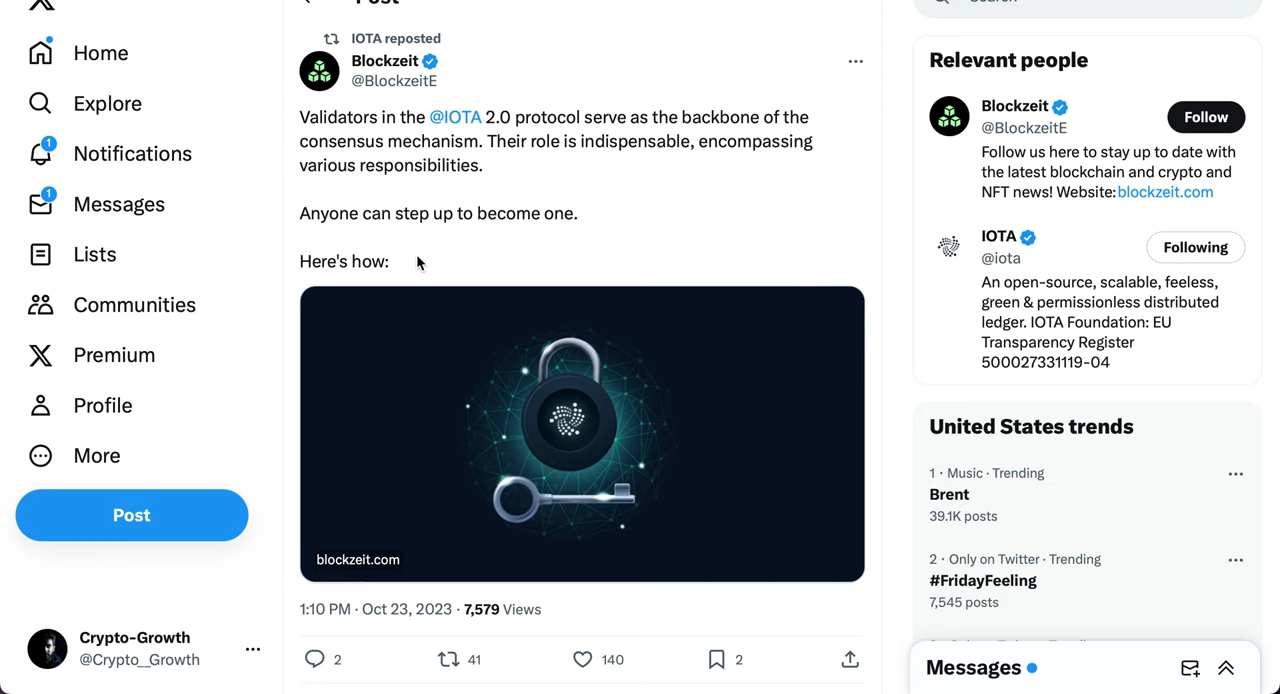 Home
Explore
1
Notifications
1
Messages
Lists
Communities
Premium
Profile
More
Post
Crypto-Growth
@Crypto__Growth
Post
IOTA reposted
Blockzeit
@BlockzeitE
Validators in the @IOTA 2.0 protocol serve as the backbone of the
consensus mechanism. Their role is indispensable, encompassing
various responsibilities.
Anyone can step up to become one.
Here's how:
blockzeit.com
1:10 PM · Oct 23, 2023 · 7,579 Views
2 41 140 2
Search
Relevant people
Blockzeit
@BlockzeitE
Follow
Follow us here to stay up to date with
the latest blockchain and crypto and
NFT news! Website:blockzeit.com
IOTA
@iota
Following
An open-source, scalable, feeless,
green & permissionless distributed
ledger. IOTA Foundation: EU
Transparency Register
500027331119-04
United States trends
1 · Music · Trending
Brent
39.1K posts
2 · Only on Twitter · Trending
#FridayFeeling
7,545 posts
Messages